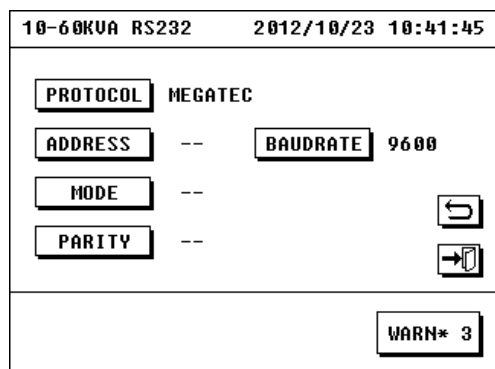 10-60KVA RS232 2012/10/23 10:41:45
PROTOCOL MEGATEC
ADDRESS -- BAUDRATE 9600
MODE --
PARITY --
WARN* 3